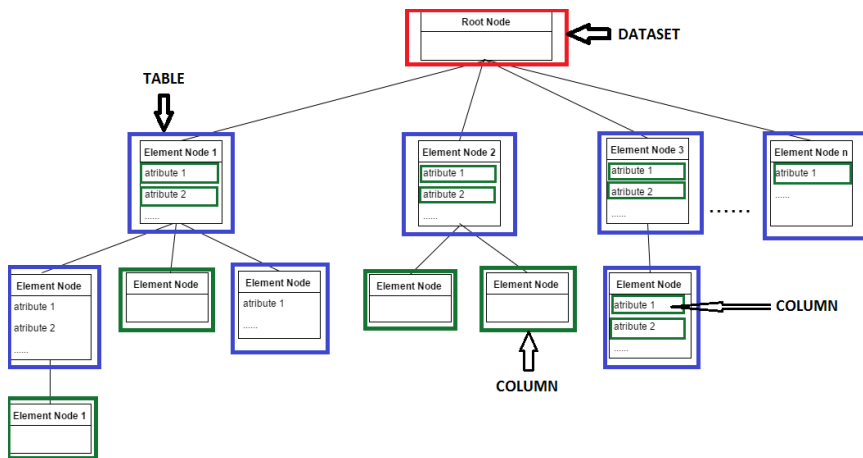 Root Node
DATASET
TABLE
Element Node 1
atribute 1
atribute 2
......
Element Node 2
atribute 1
atribute 2
......
Element Node 3
atribute 1
atribute 2
......
......
Element Node n
atribute 1
......
Element Node
atribute 1
atribute 2
......
Element Node
Element Node
atribute 1
......
Element Node
Element Node
Element Node
atribute 1
atribute 2
......
COLUMN
COLUMN
Element Node 1